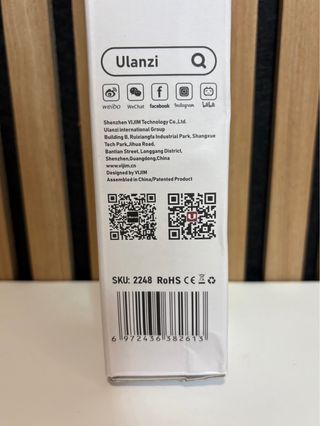 Ulanzi
weibo WeChat facebook Instagram
Shenzhen VIJIM Technology Co.,Ltd.
Ulanzi international Group
Building B, Ruixiangfa Industrial Park, Shangxue
Tech Park,Jihua Road,
Bantian Street, Longgang District,
Shenzhen,Guangdong,China
www.vijim.cn
Designed by VIJIM
Assembled in China/Patented Product
SKU: 2248 RoHS CE
6 972436 382613